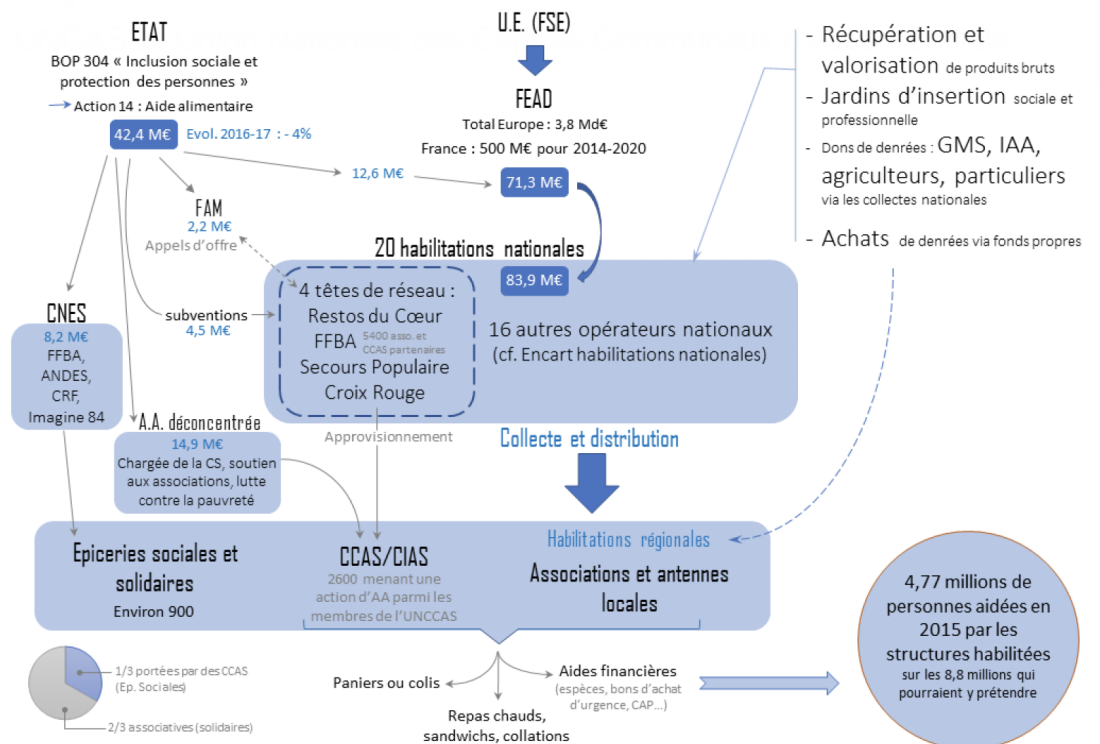 ETAT
BOP 304 « Inclusion sociale et
protection des personnes »
Action 14 : Aide alimentaire
42,4 M€
Evol. 2016-17 : - 4%
U.E. (FSE)
FEAD
Total Europe : 3,8 Md€
France : 500 M€ pour 2014-2020
12,6 M€
71,3 M€
- Récupération et
valorisation de produits bruts
- Jardins d’insertion sociale et
professionnelle
- Dons de denrées : GMS, IAA,
agriculteurs, particuliers
via les collectes nationales
- Achats de denrées via fonds propres
FAM
2,2 M€
Appels d’offre
20 habilitations nationales
83,9 M€
subventions
4,5 M€
4 têtes de réseau :
Restos du Cœur
FFBA 5400 asso. et
CCAS partenaires
Secours Populaire
Croix Rouge
16 autres opérateurs nationaux
(cf. Encart habilitations nationales)
CNES
8,2 M€
FFBA,
ANDES,
CRF,
Imagine 84
A.A. déconcentrée
14,9 M€
Chargée de la CS, soutien
aux associations, lutte
contre la pauvreté
Approvisionnement
Collecte et distribution
Epiceries sociales et
solidaires
Environ 900
CCAS/CIAS
2600 menant une
action d’AA parmi les
membres de l’UNCCAS
Habilitations régionales
Associations et antennes
locales
4,77 millions de
personnes aidées en
2015 par les
structures habilitées
sur les 8,8 millions qui
pourraient y prétendre
1/3 portées par des CCAS
(Ep. Sociales)
2/3 associatives (solidaires)
Paniers ou colis
Repas chauds,
sandwichs, collations
Aides financières
(espèces, bons d’achat
d’urgence, CAP...)